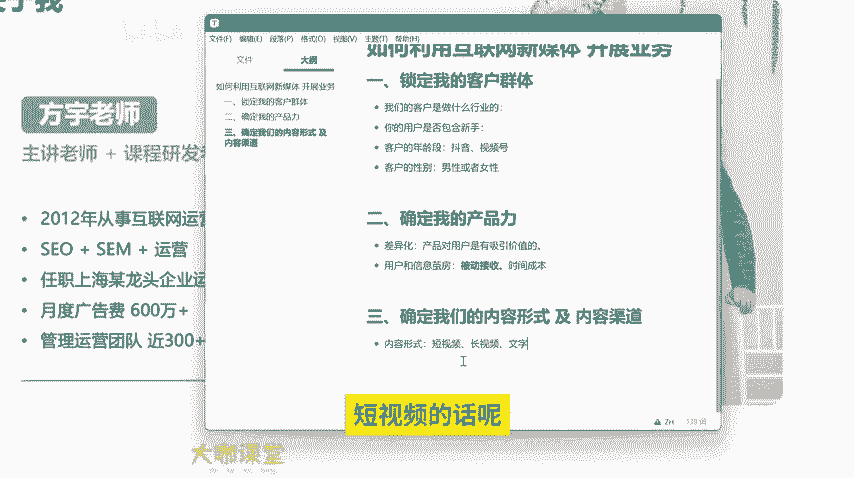 于我
方宇老师
主讲老师 + 课程研发
• 2012年从事互联网运营
• SEO + SEM + 运营
• 任职上海某龙头企业运
• 月度广告费 600万+
• 管理运营团队 近300+
T
文件(F) 编辑(E) 段落(P) 格式(O) 视图(V) 主题(T) 帮助(H)
文件 大纲
如何利用互联网新媒体 开展业务
一、锁定我的客户群体
二、确定我的产品力
三、确定我们的内容形式 及
内容渠道
如何利用互联网新媒体 开展业务
一、锁定我的客户群体
• 我们的客户是做什么行业的：
• 你的用户是否包含新手：
• 客户的年龄段：抖音、视频号
• 客户的性别：男性或者女性
二、确定我的产品力
• 差异化：产品对用户是有吸引价值的、
• 用户和信息茧房：被动接收、时间成本
三、确定我们的内容形式 及 内容渠道
• 内容形式：短视频、长视频、文字
短视频的话呢
大咖课堂